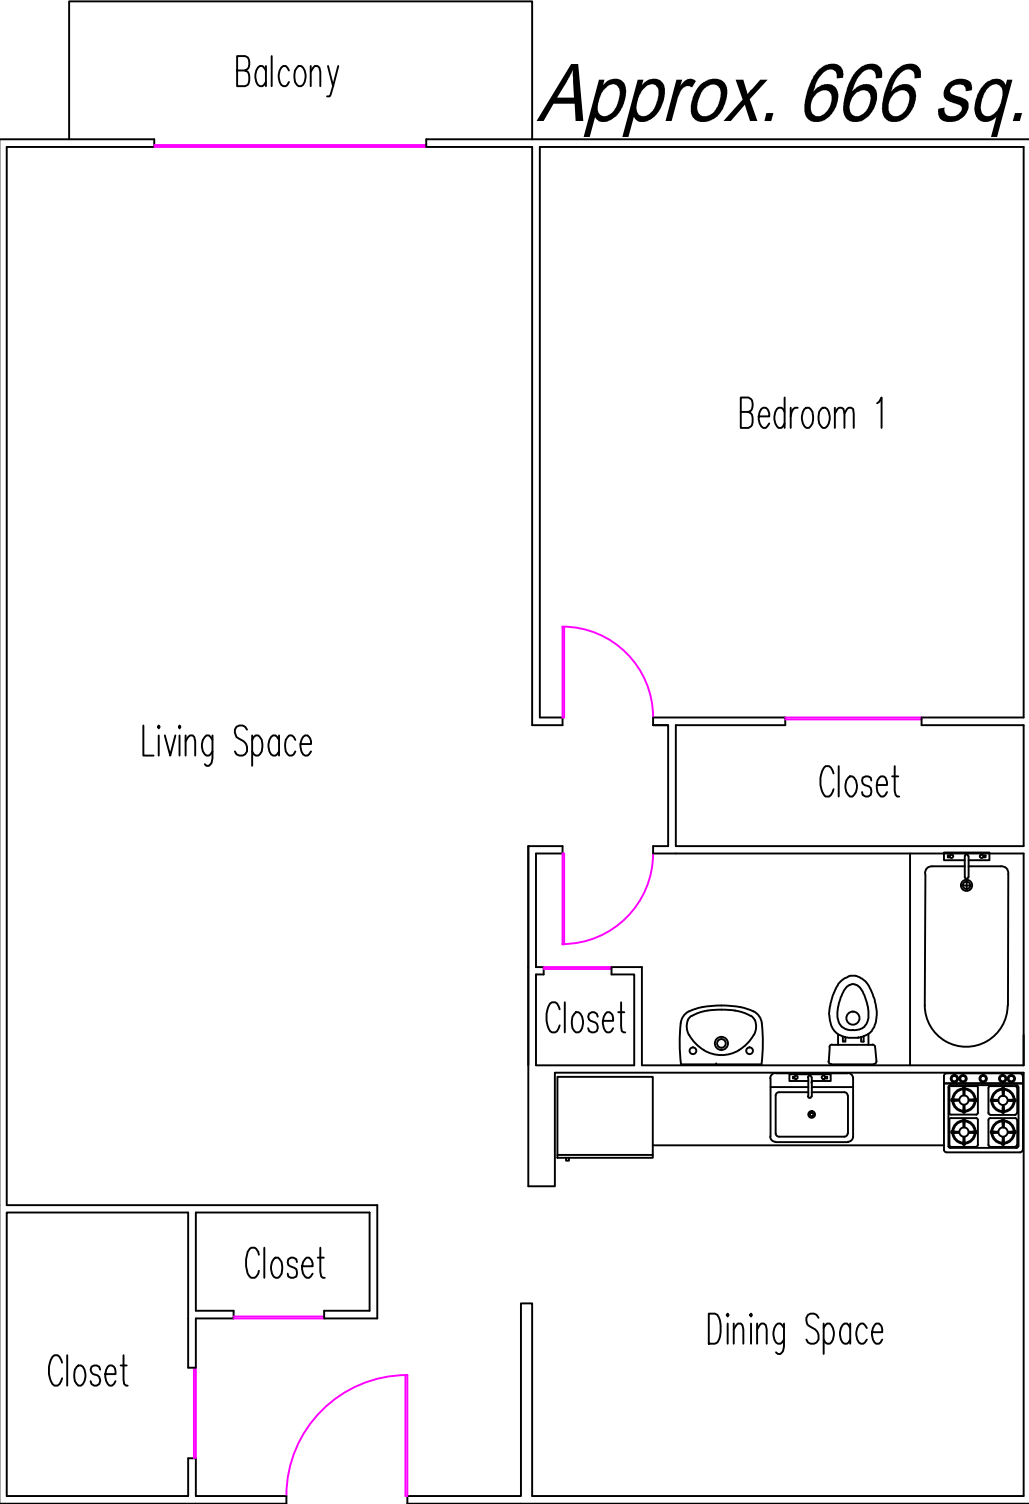 Balcony
Approx. 666 sq.
Bedroom 1
Living Space
Closet
Closet
Closet
Dining Space
Closet